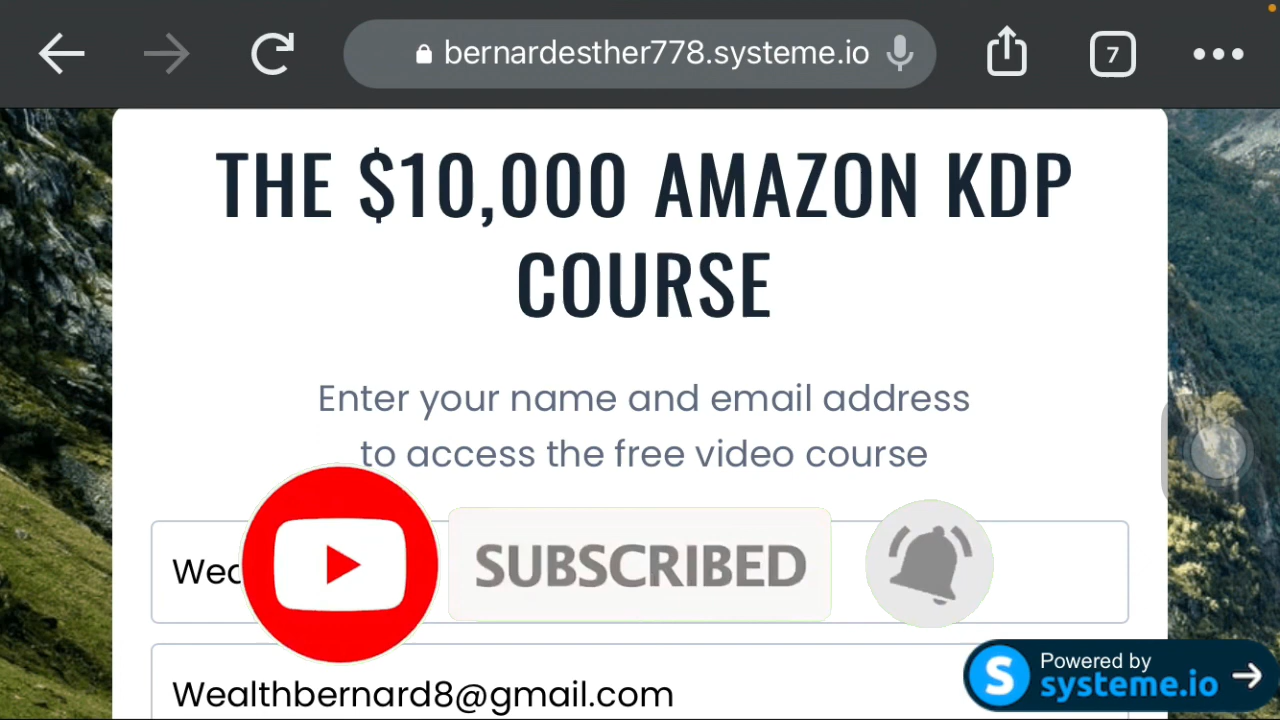 bernardesther778.systeme.io
7
THE $10,000 AMAZON KDP
COURSE
Enter your name and email address
to access the free video course
SUBSCRIBED
Wealthbernard8@gmail.com
Powered by
systeme.io